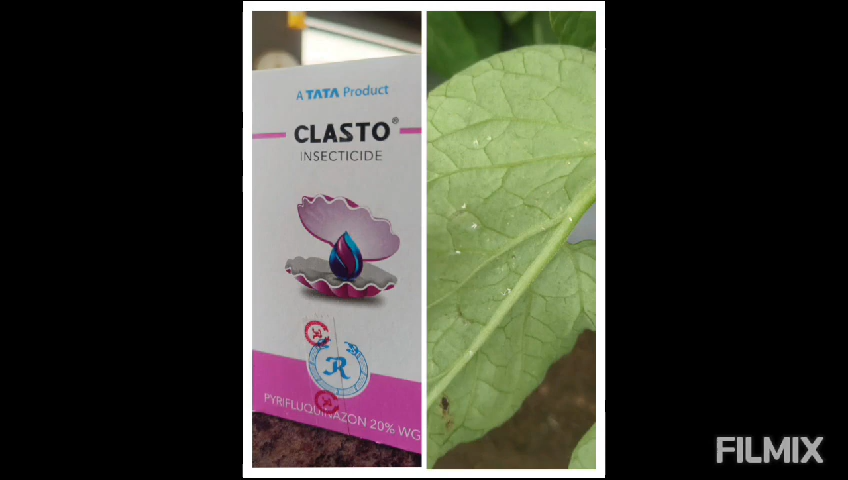 A TATA Product
CLASTO®
INSECTICIDE
R
PYRIFLUQUINAZON 20% WG
FILMIX